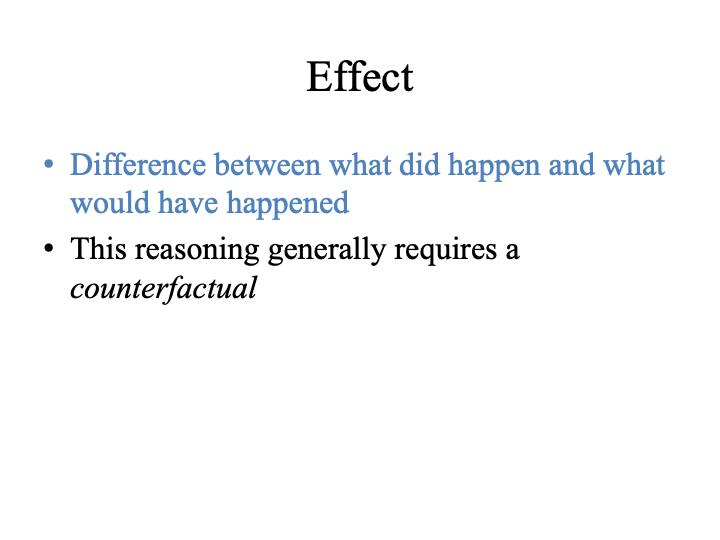 Effect
• Difference between what did happen and what
would have happened
• This reasoning generally requires a
counterfactual